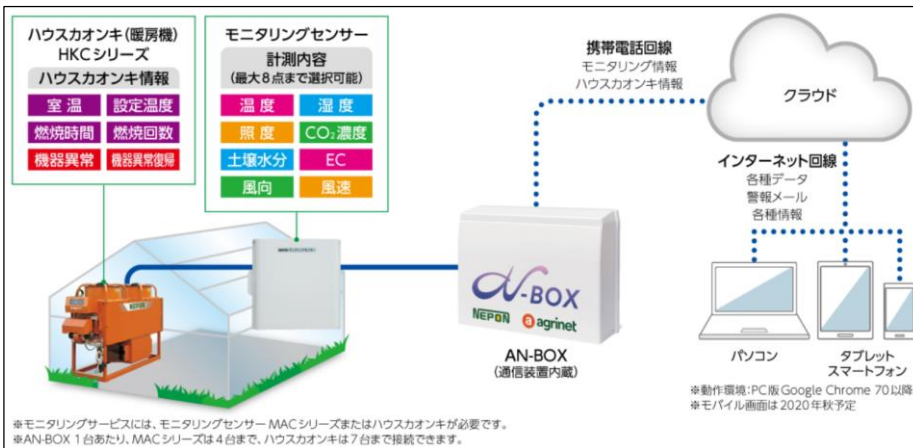 ハウスカオンキ(暖房機)
HKCシリーズ
ハウスカオンキ情報
室温
設定温度
燃焼時間
燃焼回数
機器異常
機器異常復帰
モニタリングセンサー
計測内容
(最大8点まで選択可能)
温度
湿度
照度
CO₂濃度
土壌水分
EC
風向
風速
携帯電話回線
モニタリング情報
ハウスカオンキ情報
クラウド
インターネット回線
各種データ
警報メール
各種情報
NEPON
-BOX
NEPON
agrinet
AN-BOX
(通信装置内蔵)
パソコン
タブレット
スマートフォン
※動作環境:PC版Google Chrome 70以降
※モバイル画面は2020年秋予定
※モニタリングサービスには、モニタリングセンサー MACシリーズまたはハウスカオンキが必要です。
※AN-BOX 1台あたり、MACシリーズは4台まで、ハウスカオンキは7台まで接続できます。